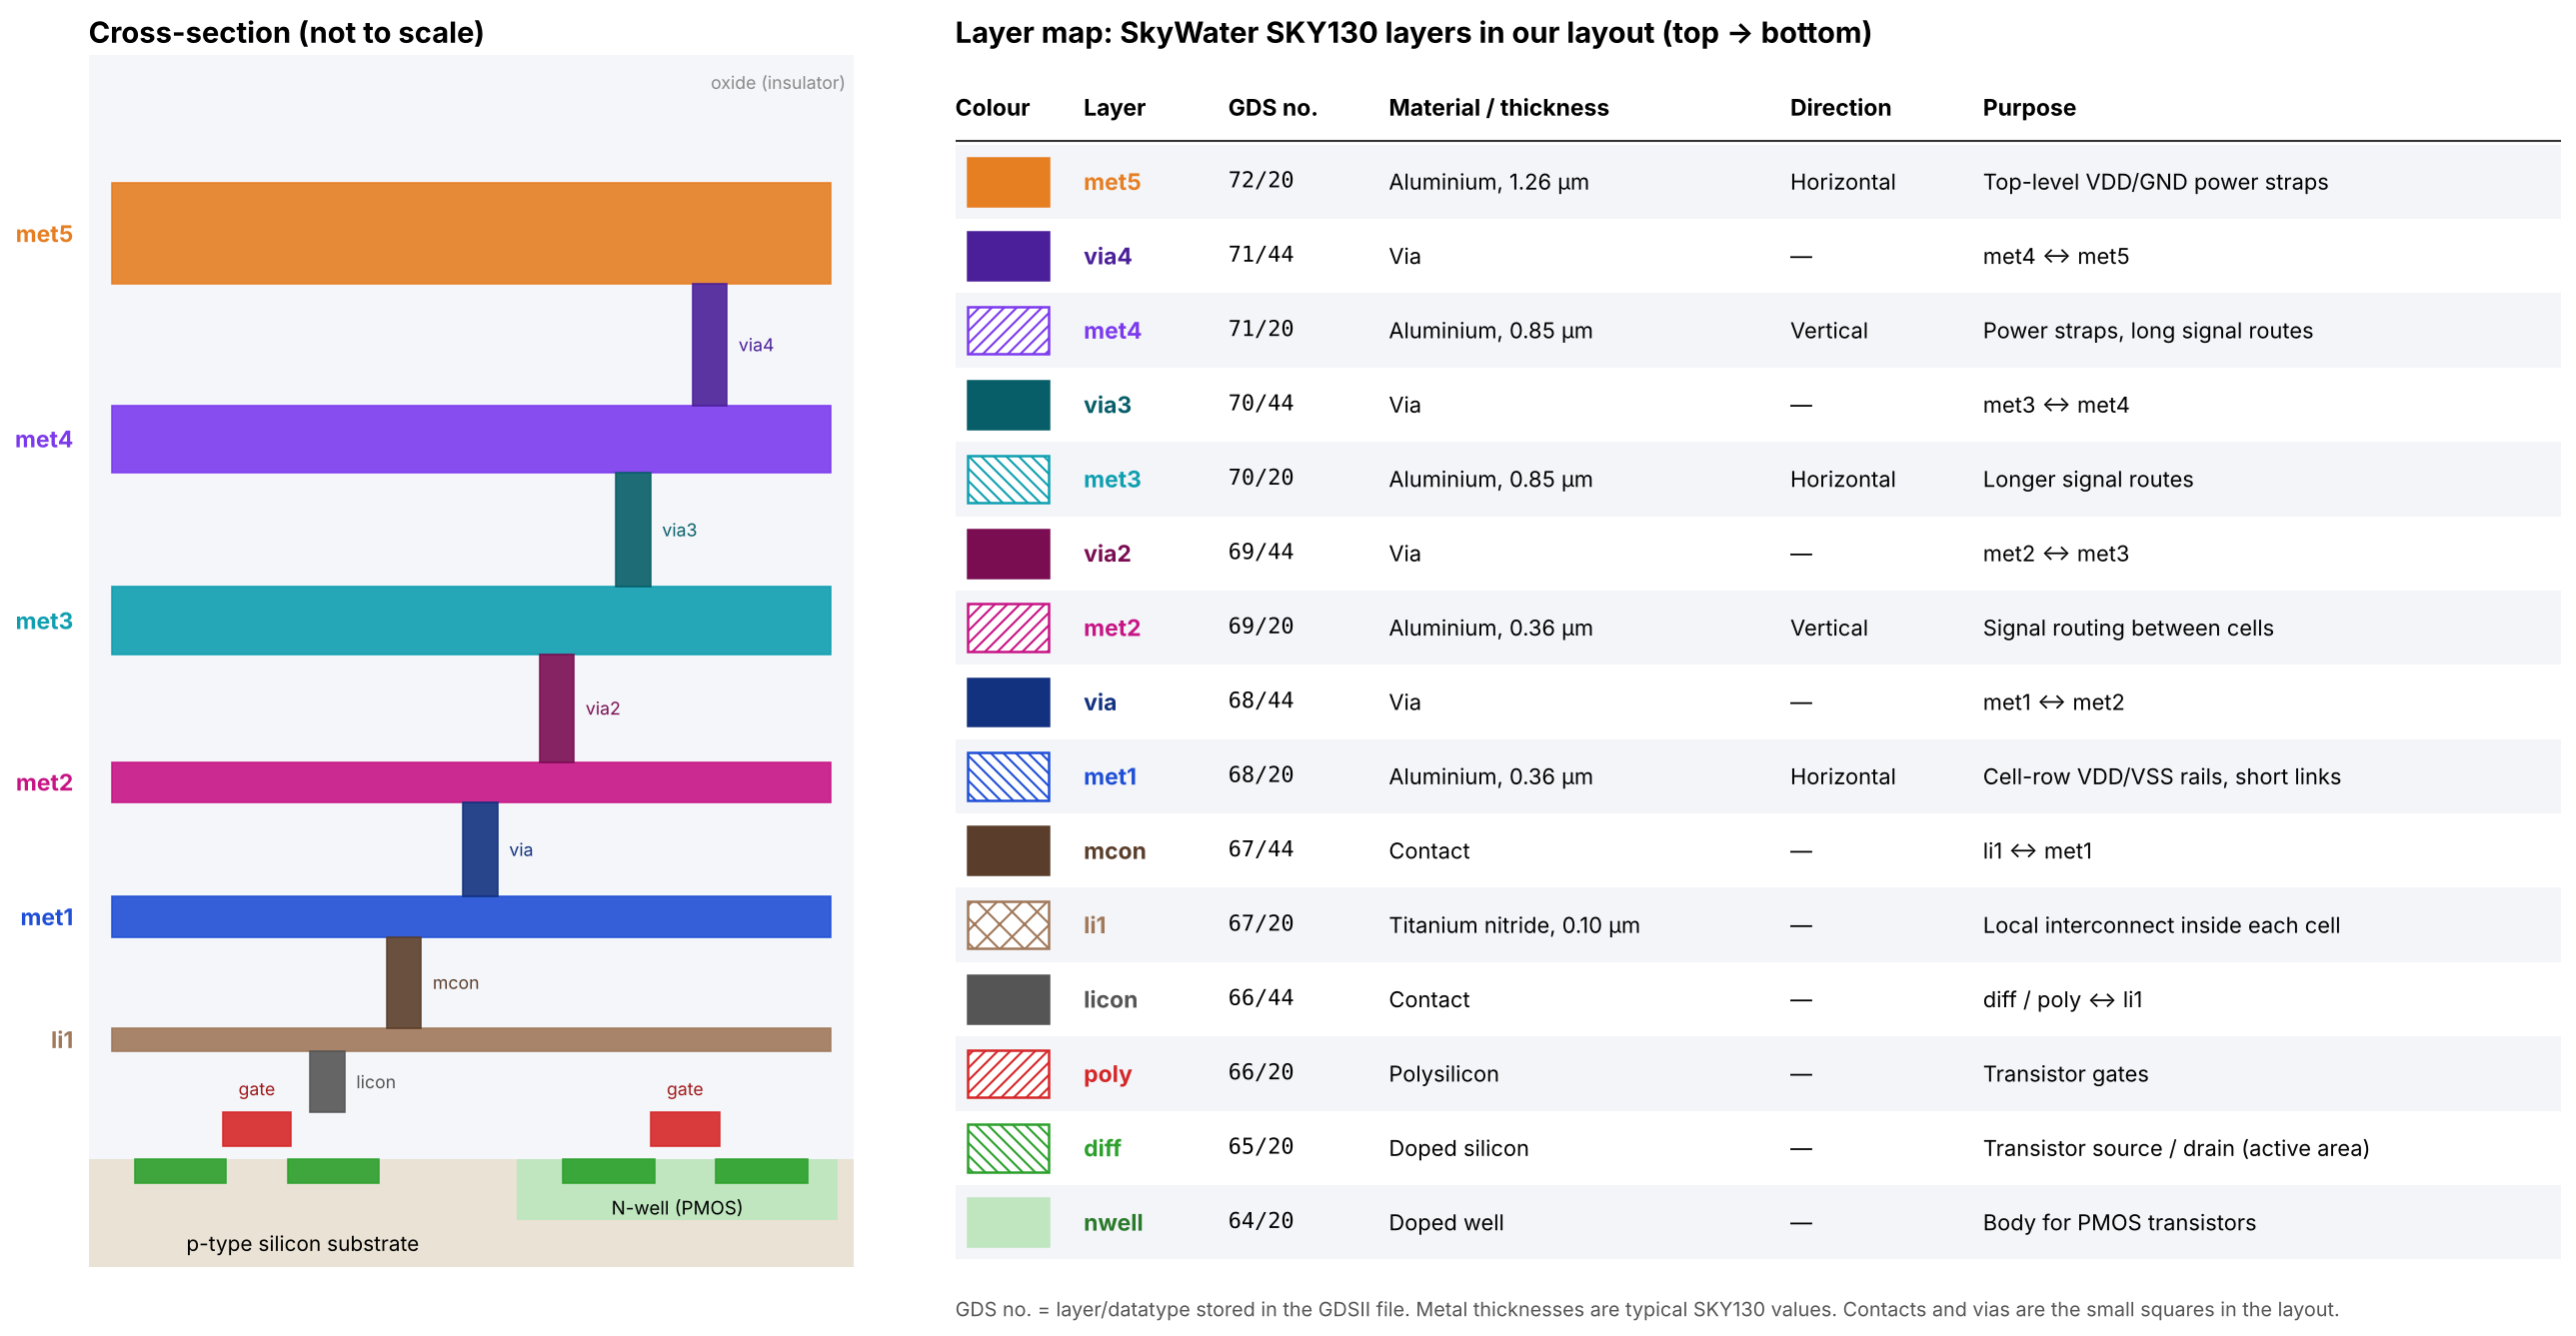 Cross-section (not to scale)
oxide (insulator)
met5
via4
met4
via3
met3
via2
met2
via
met1
mcon
li1
licon
gate
gate
N-well (PMOS)
p-type silicon substrate
Layer map: SkyWater SKY130 layers in our layout (top → bottom)
Colour Layer GDS no. Material / thickness Direction Purpose
met5 72/20 Aluminium, 1.26 µm Horizontal Top-level VDD/GND power straps
via4 71/44 Via — met4 ↔ met5
met4 71/20 Aluminium, 0.85 µm Vertical Power straps, long signal routes
via3 70/44 Via — met3 ↔ met4
met3 70/20 Aluminium, 0.85 µm Horizontal Longer signal routes
via2 69/44 Via — met2 ↔ met3
met2 69/20 Aluminium, 0.36 µm Vertical Signal routing between cells
via 68/44 Via — met1 ↔ met2
met1 68/20 Aluminium, 0.36 µm Horizontal Cell-row VDD/VSS rails, short links
mcon 67/44 Contact — li1 ↔ met1
li1 67/20 Titanium nitride, 0.10 µm — Local interconnect inside each cell
licon 66/44 Contact — diff / poly ↔ li1
poly 66/20 Polysilicon — Transistor gates
diff 65/20 Doped silicon — Transistor source / drain (active area)
nwell 64/20 Doped well — Body for PMOS transistors
GDS no. = layer/datatype stored in the GDSII file. Metal thicknesses are typical SKY130 values. Contacts and vias are the small squares in the layout.